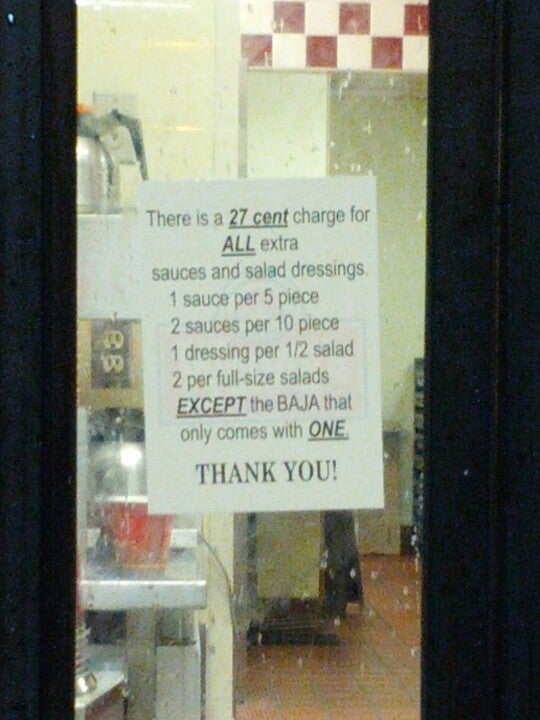 There is a 27 cent charge for
ALL extra
sauces and salad dressings.
1 sauce per 5 piece
2 sauces per 10 piece
1 dressing per 1/2 salad
2 per full-size salads
EXCEPT the BAJA that
only comes with ONE.
THANK YOU!